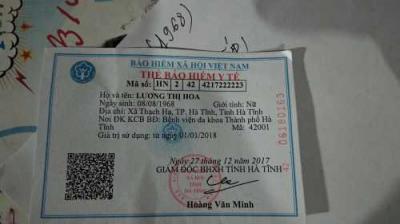 (1968)
BẢO HIỂM XÃ HỘI VIỆT NAM
THẺ BẢO HIỂM Y TẾ
Mã số: HN 2 42 4217222223
Họ và tên: LƯƠNG THỊ HOA
Ngày sinh: 08/08/1968 Giới tính: Nữ
Địa chỉ: Xã Thạch Hạ, TP. Hà Tĩnh, Tỉnh Hà Tĩnh
Nơi ĐK KCB BĐ: Bệnh viện đa khoa Thành phố Hà
Tĩnh Mã: 42001
Giá trị sử dụng: từ ngày 01/01/2018
Ngày 27 tháng 12 năm 2017
GIÁM ĐỐC BHXH TỈNH HÀ TĨNH
Hoàng Văn Minh